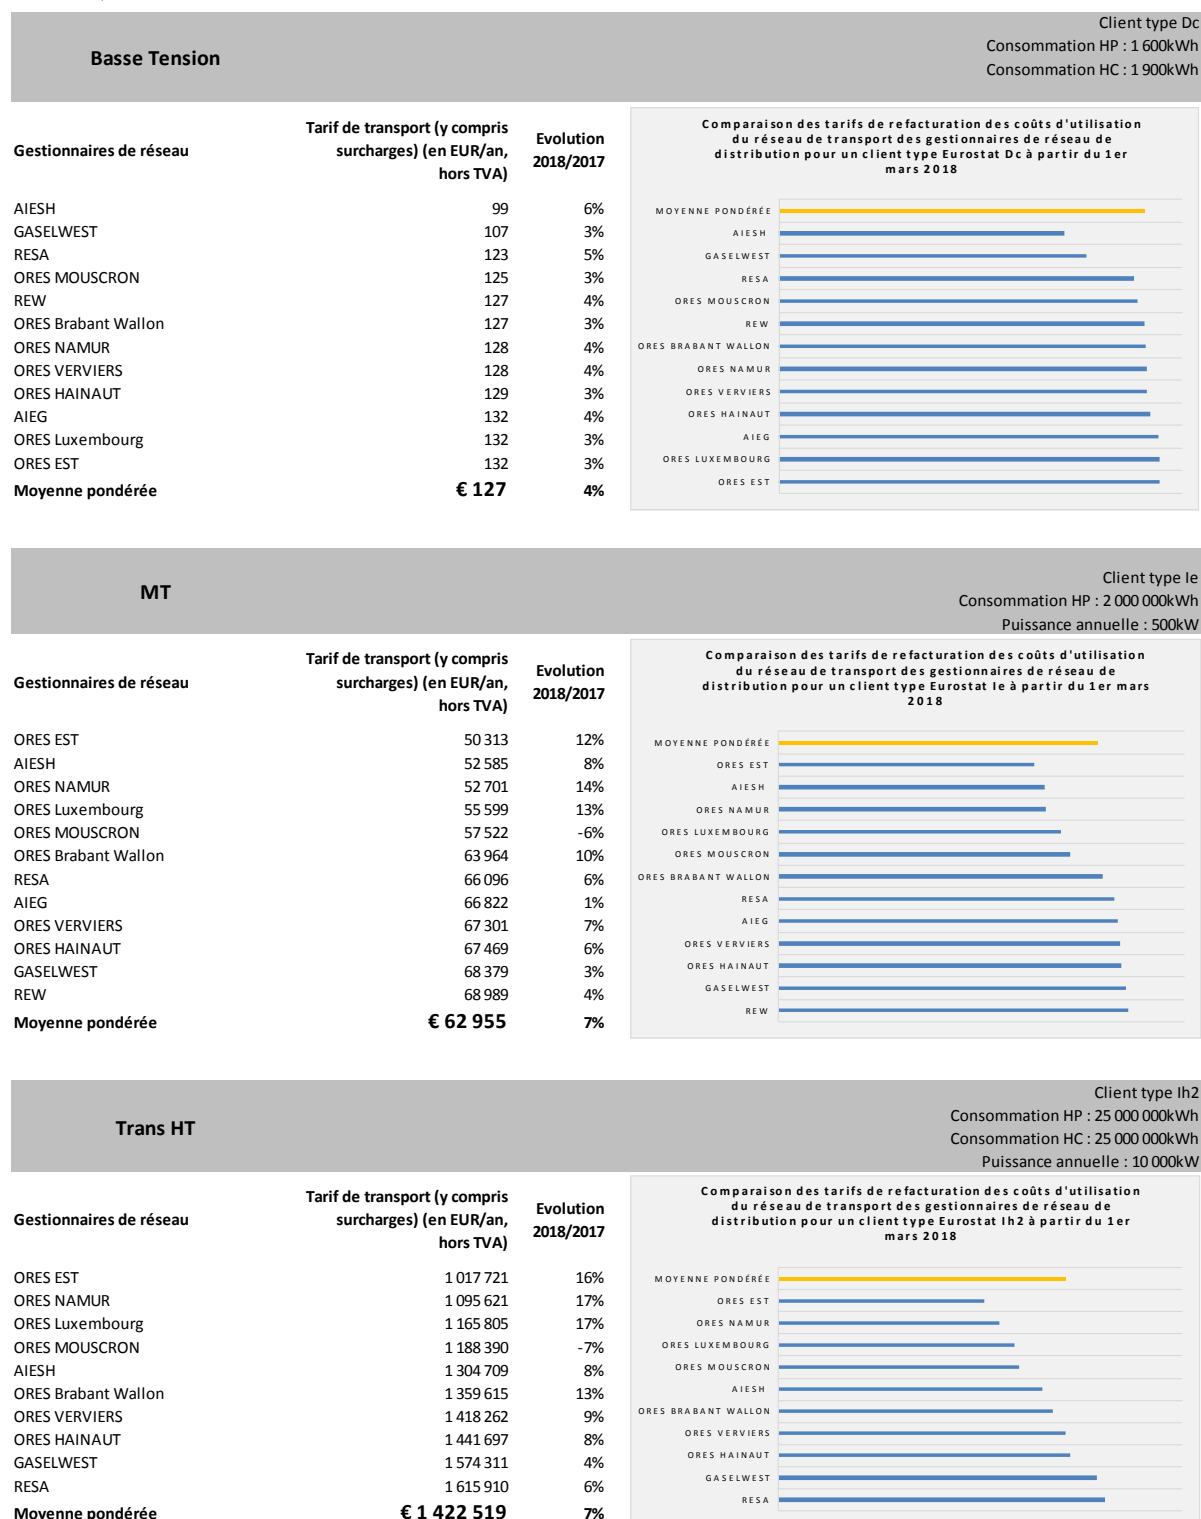 Basse Tension
Client type Dc
Consommation HP : 1 600kWh
Consommation HC : 1 900kWh
Gestionnaires de réseau
Tarif de transport (y compris
surcharges) (en EUR/an,
hors TVA)
Evolution
2018/2017
AIESH 99 6%
GASELWEST 107 3%
RESA 123 5%
ORES MOUSCRON 125 3%
REW 127 4%
ORES Brabant Wallon 127 3%
ORES NAMUR 128 4%
ORES VERVIERS 128 4%
ORES HAINAUT 129 3%
AIEG 132 4%
ORES Luxembourg 132 3%
ORES EST 132 3%
Moyenne pondérée € 127 4%
Comparaison des tarifs de refacturation des coûts d'utilisation
du réseau de transport des gestionnaires de réseau de
distribution pour un client type Eurostat Dc à partir du 1er
mars 2018
MOYENNE PONDÉRÉE
AIESH
GASELWEST
RESA
ORES MOUSCRON
REW
ORES BRABANT WALLON
ORES NAMUR
ORES VERVIERS
ORES HAINAUT
AIEG
ORES LUXEMBOURG
ORES EST
MT
Client type Ie
Consommation HP : 2 000 000kWh
Puissance annuelle : 500kW
Gestionnaires de réseau
Tarif de transport (y compris
surcharges) (en EUR/an,
hors TVA)
Evolution
2018/2017
ORES EST 50 313 12%
AIESH 52 585 8%
ORES NAMUR 52 701 14%
ORES Luxembourg 55 599 13%
ORES MOUSCRON 57 522 -6%
ORES Brabant Wallon 63 964 10%
RESA 66 096 6%
AIEG 66 822 1%
ORES VERVIERS 67 301 7%
ORES HAINAUT 67 469 6%
GASELWEST 68 379 3%
REW 68 989 4%
Moyenne pondérée € 62 955 7%
Comparaison des tarifs de refacturation des coûts d'utilisation
du réseau de transport des gestionnaires de réseau de
distribution pour un client type Eurostat Ie à partir du 1er mars
2018
MOYENNE PONDÉRÉE
ORES EST
AIESH
ORES NAMUR
ORES LUXEMBOURG
ORES MOUSCRON
ORES BRABANT WALLON
RESA
AIEG
ORES VERVIERS
ORES HAINAUT
GASELWEST
REW
Trans HT
Client type Ih2
Consommation HP : 25 000 000kWh
Consommation HC : 25 000 000kWh
Puissance annuelle : 10 000kW
Gestionnaires de réseau
Tarif de transport (y compris
surcharges) (en EUR/an,
hors TVA)
Evolution
2018/2017
ORES EST 1 017 721 16%
ORES NAMUR 1 095 621 17%
ORES Luxembourg 1 165 805 17%
ORES MOUSCRON 1 188 390 -7%
AIESH 1 304 709 8%
ORES Brabant Wallon 1 359 615 13%
ORES VERVIERS 1 418 262 9%
ORES HAINAUT 1 441 697 8%
GASELWEST 1 574 311 4%
RESA 1 615 910 6%
Moyenne pondérée € 1 422 519 7%
Comparaison des tarifs de refacturation des coûts d'utilisation
du réseau de transport des gestionnaires de réseau de
distribution pour un client type Eurostat Ih2 à partir du 1er
mars 2018
MOYENNE PONDÉRÉE
ORES EST
ORES NAMUR
ORES LUXEMBOURG
ORES MOUSCRON
AIESH
ORES BRABANT WALLON
ORES VERVIERS
ORES HAINAUT
GASELWEST
RESA